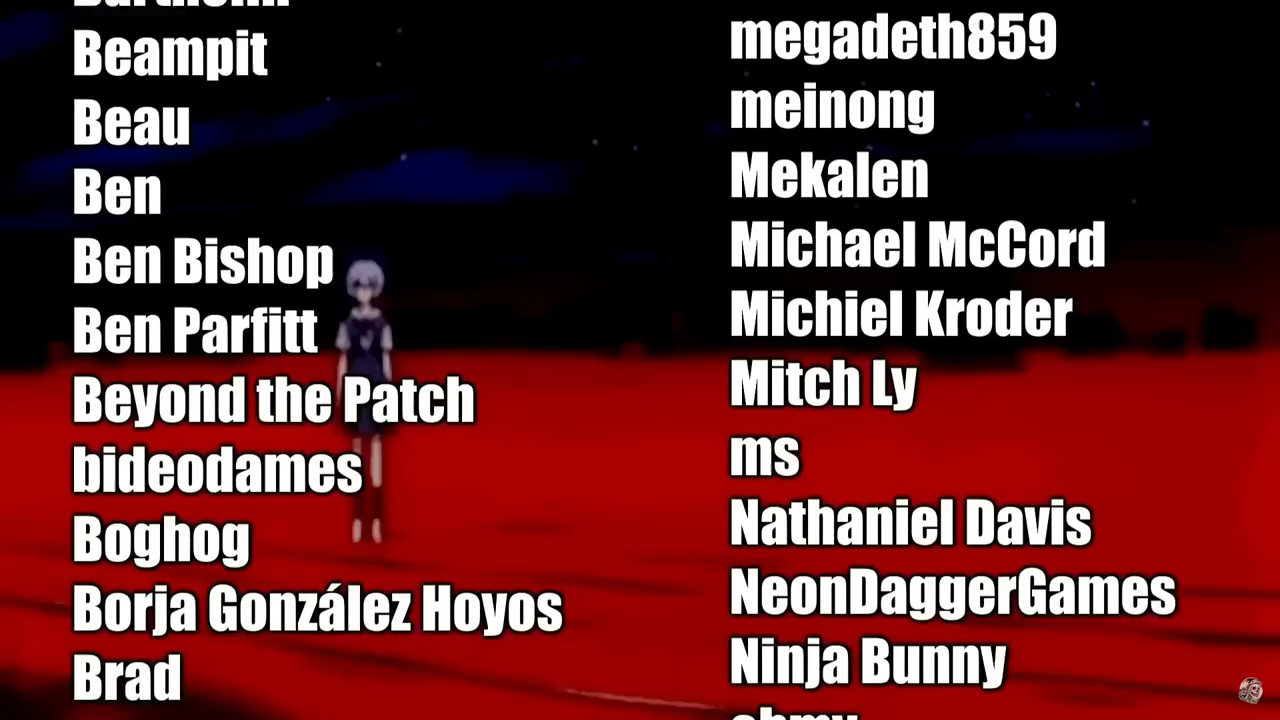 Beampit
Beau
Ben
Ben Bishop
Ben Parfitt
Beyond the Patch
bideodames
Boghog
Borja González Hoyos
Brad
megadeth859
meinong
Mekalen
Michael McCord
Michiel Kroder
Mitch Ly
ms
Nathaniel Davis
NeonDaggerGames
Ninja Bunny